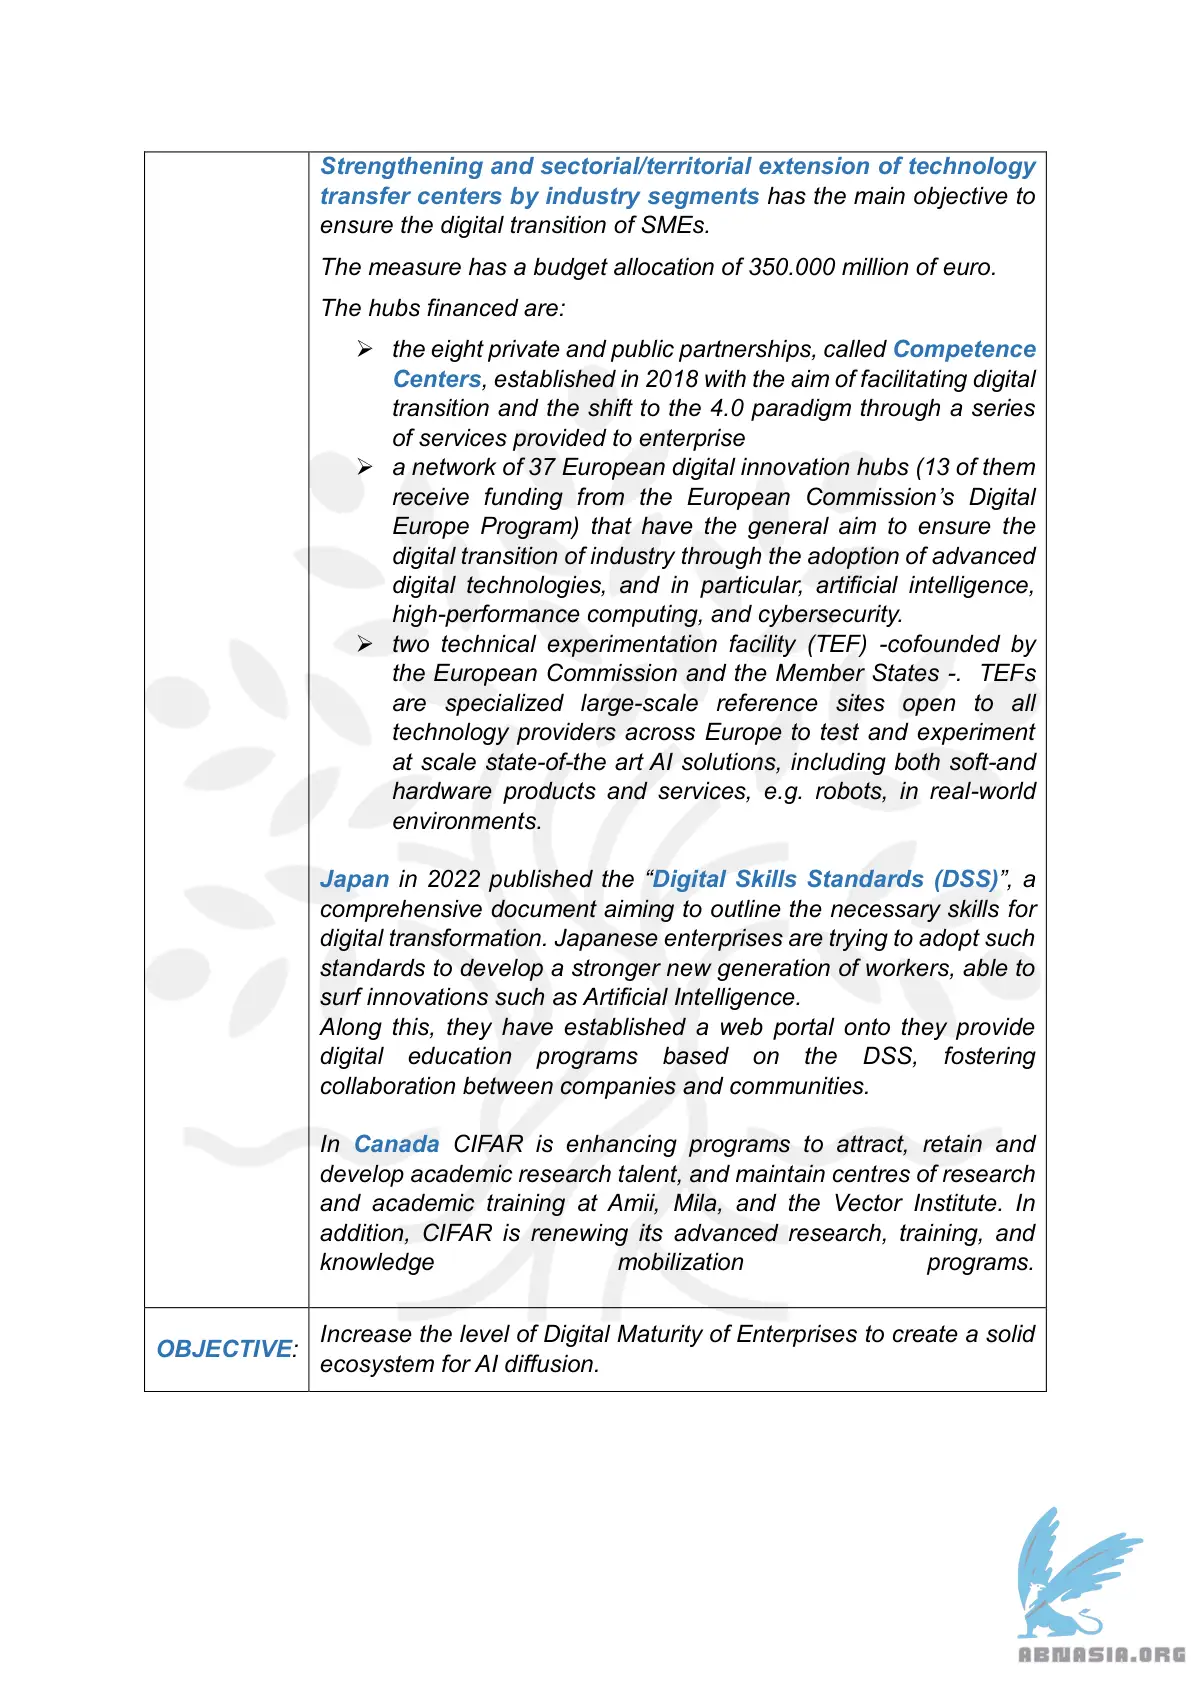 Strengthening and sectorial/territorial extension of technology
transfer centers by industry segments has the main objective to
ensure the digital transition of SMEs.
The measure has a budget allocation of 350.000 million of euro.
The hubs financed are:
➢ the eight private and public partnerships, called Competence
Centers, established in 2018 with the aim of facilitating digital
transition and the shift to the 4.0 paradigm through a series
of services provided to enterprise
➢ a network of 37 European digital innovation hubs (13 of them
receive funding from the European Commission’s Digital
Europe Program) that have the general aim to ensure the
digital transition of industry through the adoption of advanced
digital technologies, and in particular, artificial intelligence,
high-performance computing, and cybersecurity.
➢ two technical experimentation facility (TEF) -cofounded by
the European Commission and the Member States -. TEFs
are specialized large-scale reference sites open to all
technology providers across Europe to test and experiment
at scale state-of-the art AI solutions, including both soft-and
hardware products and services, e.g. robots, in real-world
environments.
Japan in 2022 published the “Digital Skills Standards (DSS)”, a
comprehensive document aiming to outline the necessary skills for
digital transformation. Japanese enterprises are trying to adopt such
standards to develop a stronger new generation of workers, able to
surf innovations such as Artificial Intelligence.
Along this, they have established a web portal onto they provide
digital education programs based on the DSS, fostering
collaboration between companies and communities.
In Canada CIFAR is enhancing programs to attract, retain and
develop academic research talent, and maintain centres of research
and academic training at Amii, Mila, and the Vector Institute. In
addition, CIFAR is renewing its advanced research, training, and
knowledge mobilization programs.
OBJECTIVE:
Increase the level of Digital Maturity of Enterprises to create a solid
ecosystem for AI diffusion.
ABNASIA.ORG